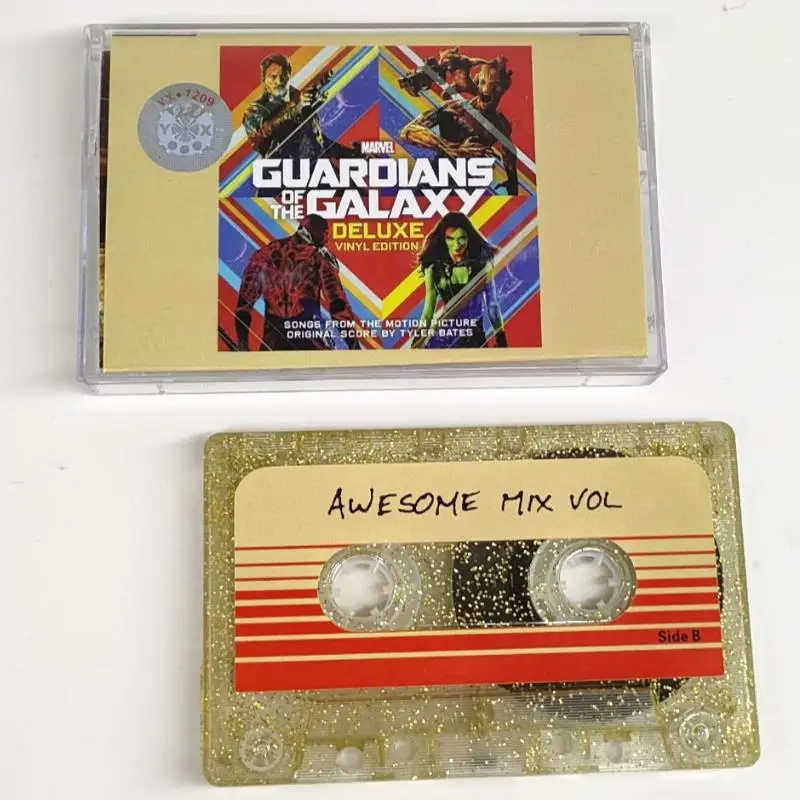 YX•1209
Y X
MARVEL
GUARDIANS
OF THE GALAXY
DELUXE
VINYL EDITION
SONGS FROM THE MOTION PICTURE
ORIGINAL SCORE BY TYLER BATES
AWESOME MIX VOL
Side B